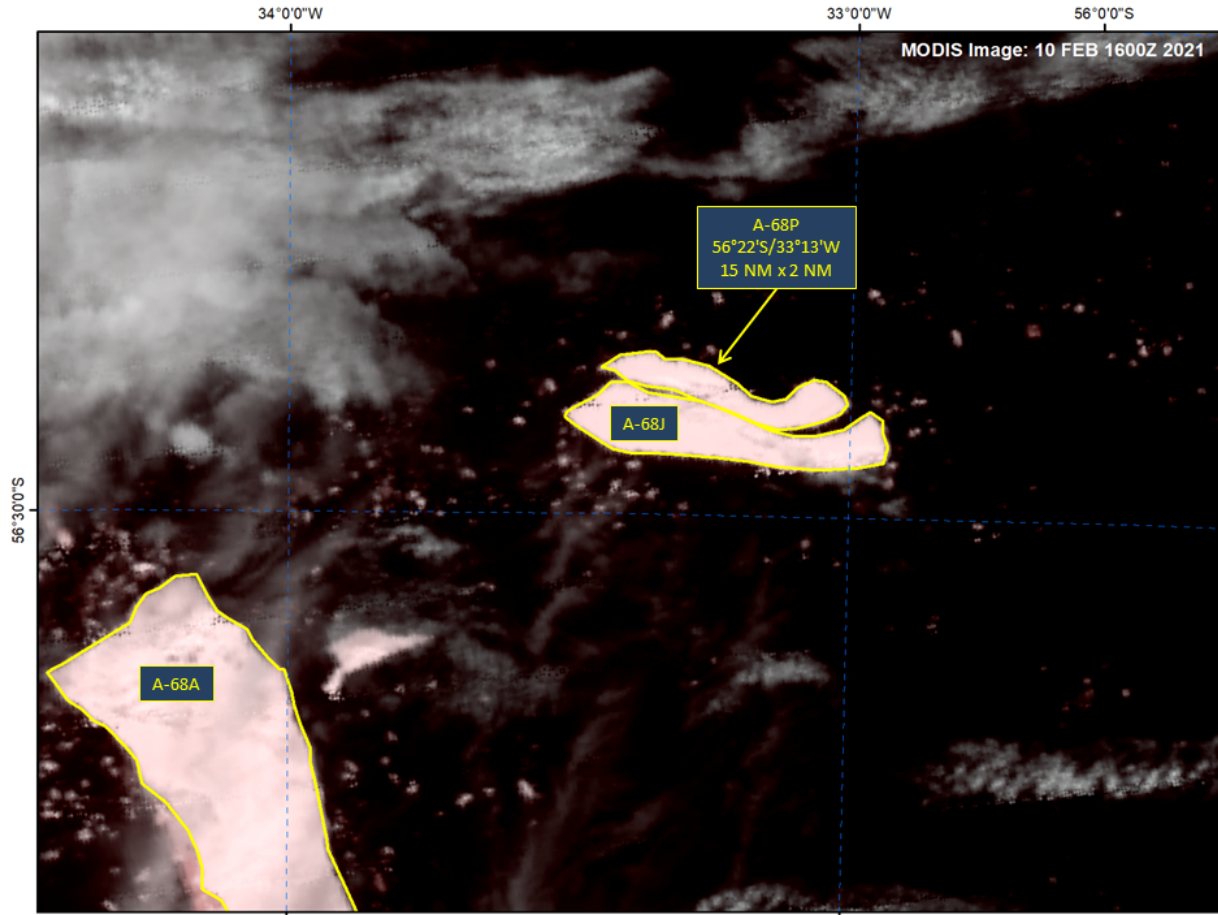 34°0'0"W
33°0'0"W
56°0'0"S
MODIS Image: 10 FEB 1600Z 2021
A-68P
56°22'S/33°13'W
15 NM x 2 NM
A-68J
56°30'0"S
A-68A